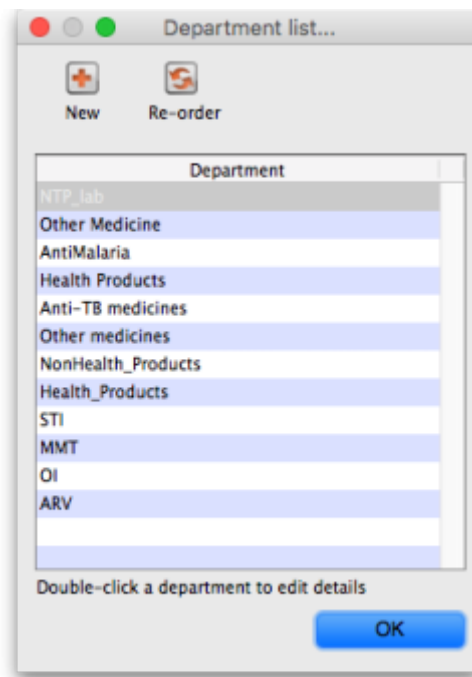 Department list...
New Re-order
Department
NTP_lab
Other Medicine
AntiMalaria
Health Products
Anti-TB medicines
Other medicines
NonHealth_Products
Health_Products
STI
MMT
OI
ARV
Double-click a department to edit details
OK